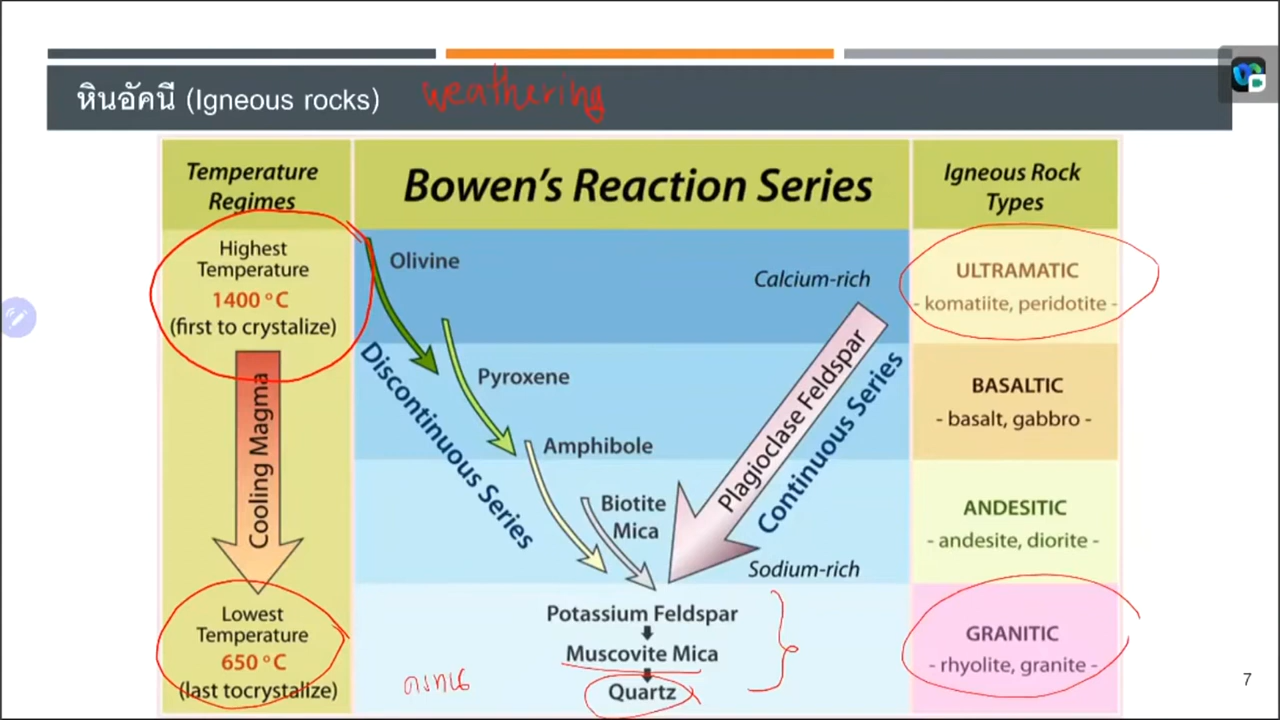 หินอัคนี (Igneous rocks)
weathering
Temperature
Regimes
Bowen's Reaction Series
Igneous Rock
Types
Highest
Temperature
1400 °C
(first to crystalize)
Cooling Magma
Lowest
Temperature
650 °C
(last tocrystalize)
Olivine
Pyroxene
Amphibole
Biotite
Mica
Discontinuous Series
Calcium-rich
Plagioclase Feldspar
Continuous Series
Sodium-rich
Potassium Feldspar
Muscovite Mica
Quartz
ULTRAMATIC
- komatiite, peridotite -
BASALTIC
- basalt, gabbro -
ANDESITIC
- andesite, diorite -
GRANITIC
- rhyolite, granite -
7